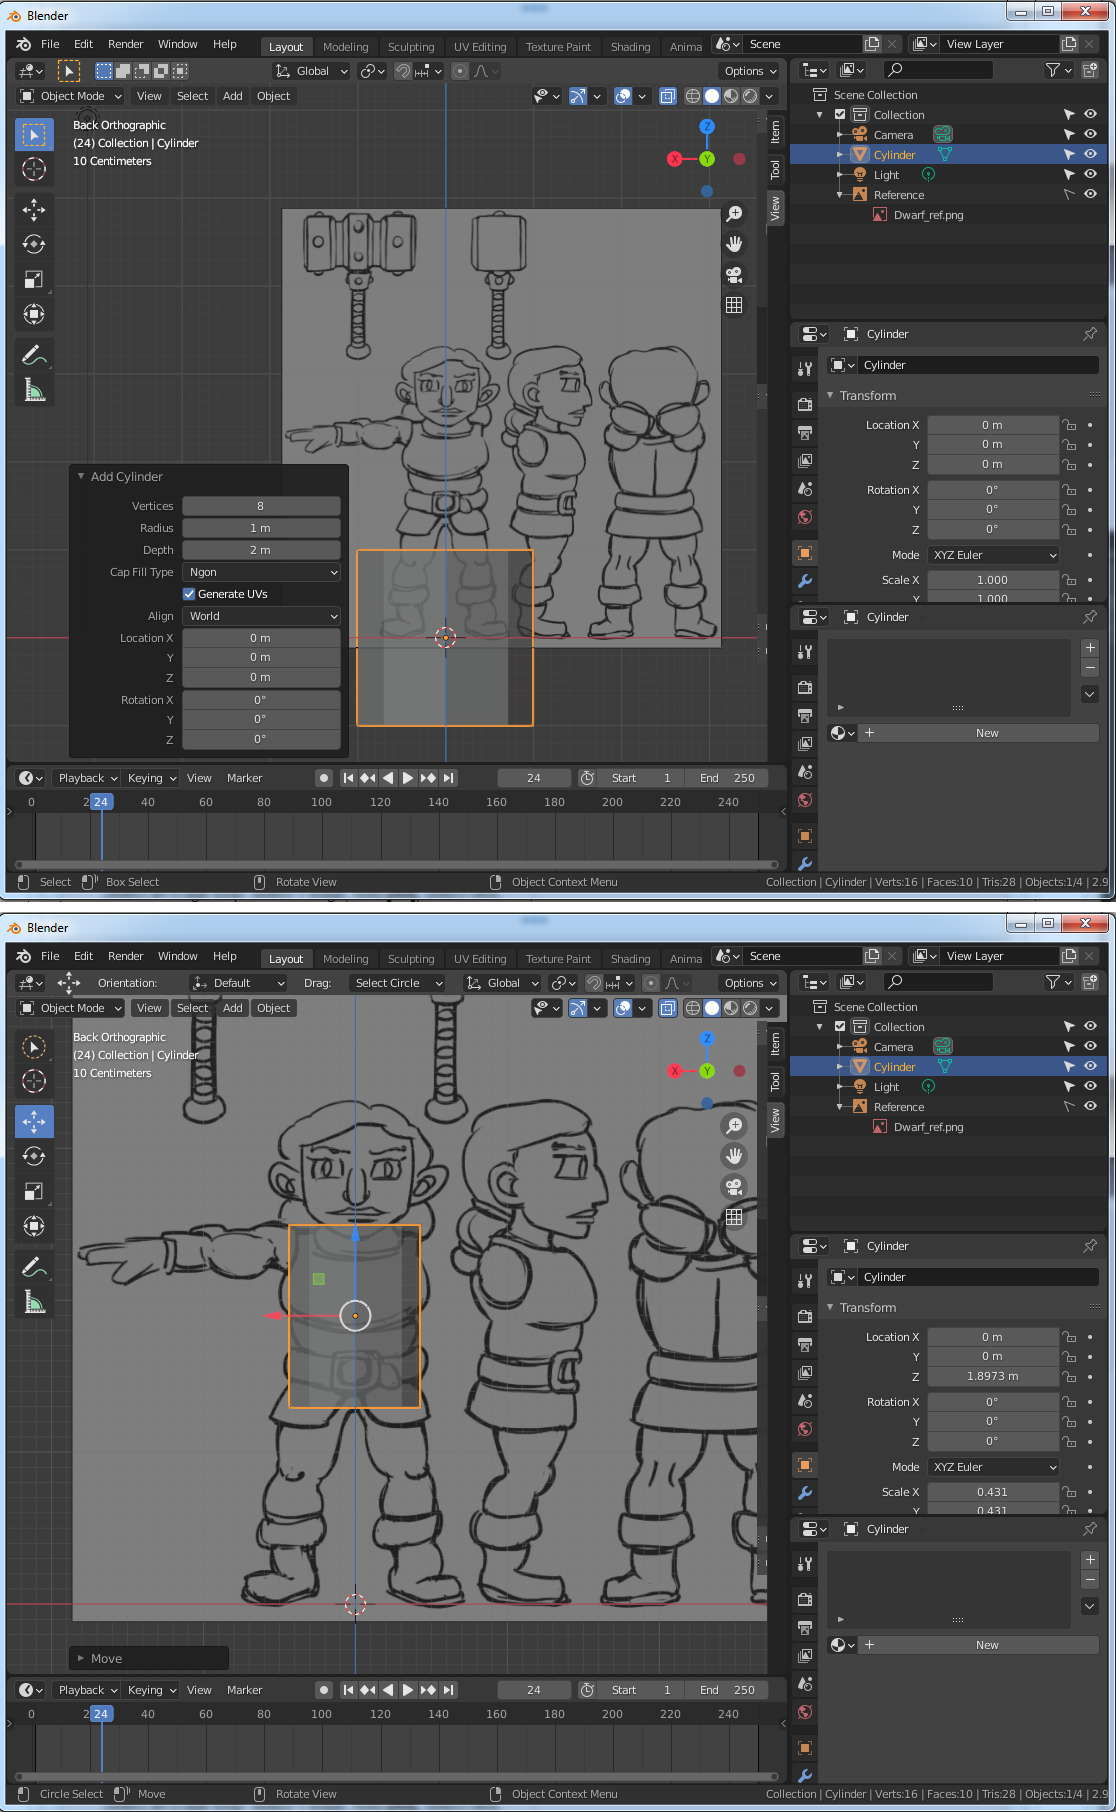 Blender
File Edit Render Window Help Layout Modeling Sculpting UV Editing Texture Paint Shading Anima Scene View Layer
Global Options
Object Mode View Select Add Object
Back Orthographic
(24) Collection | Cylinder
10 Centimeters
Z
X Y
Item
Tool
View
Scene Collection
Collection
Camera
Cylinder
Light
Reference
Dwarf_ref.png
Add Cylinder
Vertices 8
Radius 1 m
Depth 2 m
Cap Fill Type Ngon
Generate UVs
Align World
Location X 0 m
Y 0 m
Z 0 m
Rotation X 0°
Y 0°
Z 0°
Cylinder
Cylinder
Transform
Location X 0 m
Y 0 m
Z 0 m
Rotation X 0°
Y 0°
Z 0°
Mode XYZ Euler
Scale X 1.000
Y 1.000
Cylinder
New
Playback Keying View Marker 24 Start 1 End 250
0 2 24 40 60 80 100 120 140 160 180 200 220 240
Select Box Select Rotate View Object Context Menu Collection | Cylinder | Verts:16 | Faces:10 | Tris:28 | Objects:1/4 | 2.9
Blender
File Edit Render Window Help Layout Modeling Sculpting UV Editing Texture Paint Shading Anima Scene View Layer
Orientation: Default Drag: Select Circle Global Options
Object Mode View Select Add Object
Back Orthographic
(24) Collection | Cylinder
10 Centimeters
Z
X Y
Item
Tool
View
Scene Collection
Collection
Camera
Cylinder
Light
Reference
Dwarf_ref.png
Cylinder
Cylinder
Transform
Location X 0 m
Y 0 m
Z 1.8973 m
Rotation X 0°
Y 0°
Z 0°
Mode XYZ Euler
Scale X 0.431
Y 0.431
Cylinder
New
Move
Playback Keying View Marker 24 Start 1 End 250
0 2 24 40 60 80 100 120 140 160 180 200 220 240
Circle Select Move Rotate View Object Context Menu Collection | Cylinder | Verts:16 | Faces:10 | Tris:28 | Objects:1/4 | 2.9